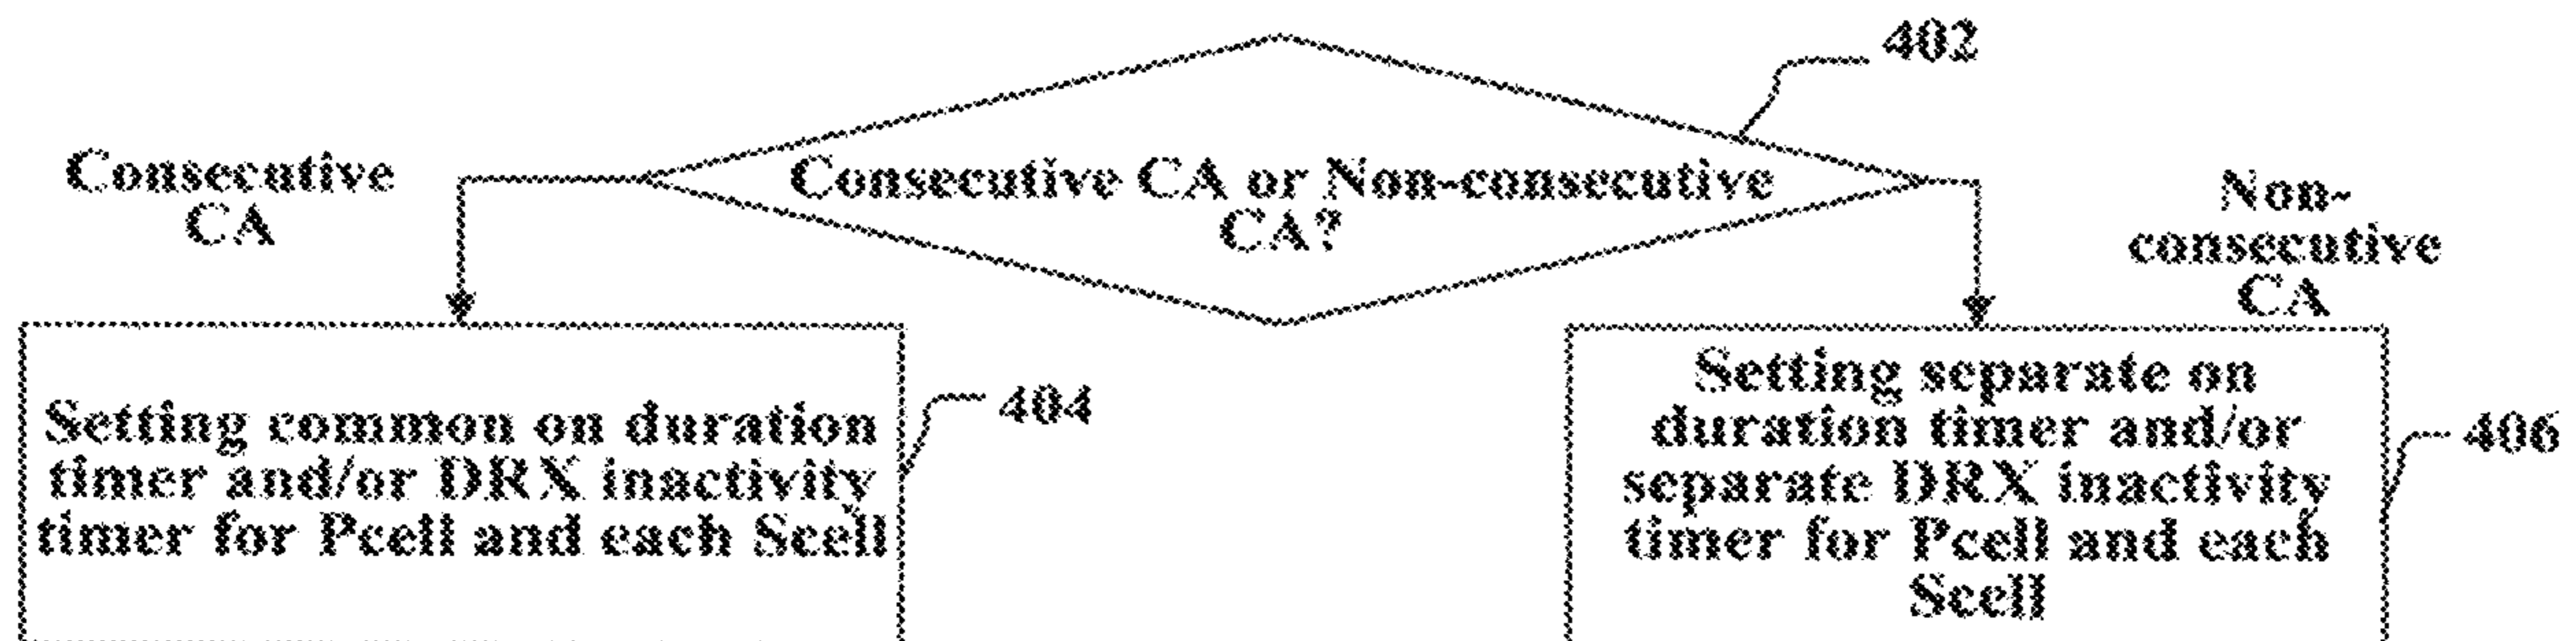 402
Consecutive
CA
Consecutive CA or Non-consecutive
CA?
Non-
consecutive
CA
Setting common on duration
timer and/or DRX inactivity
timer for Pcell and each Scell
404
Setting separate on
duration timer and/or
separate DRX inactivity
timer for Pcell and each
Scell
406